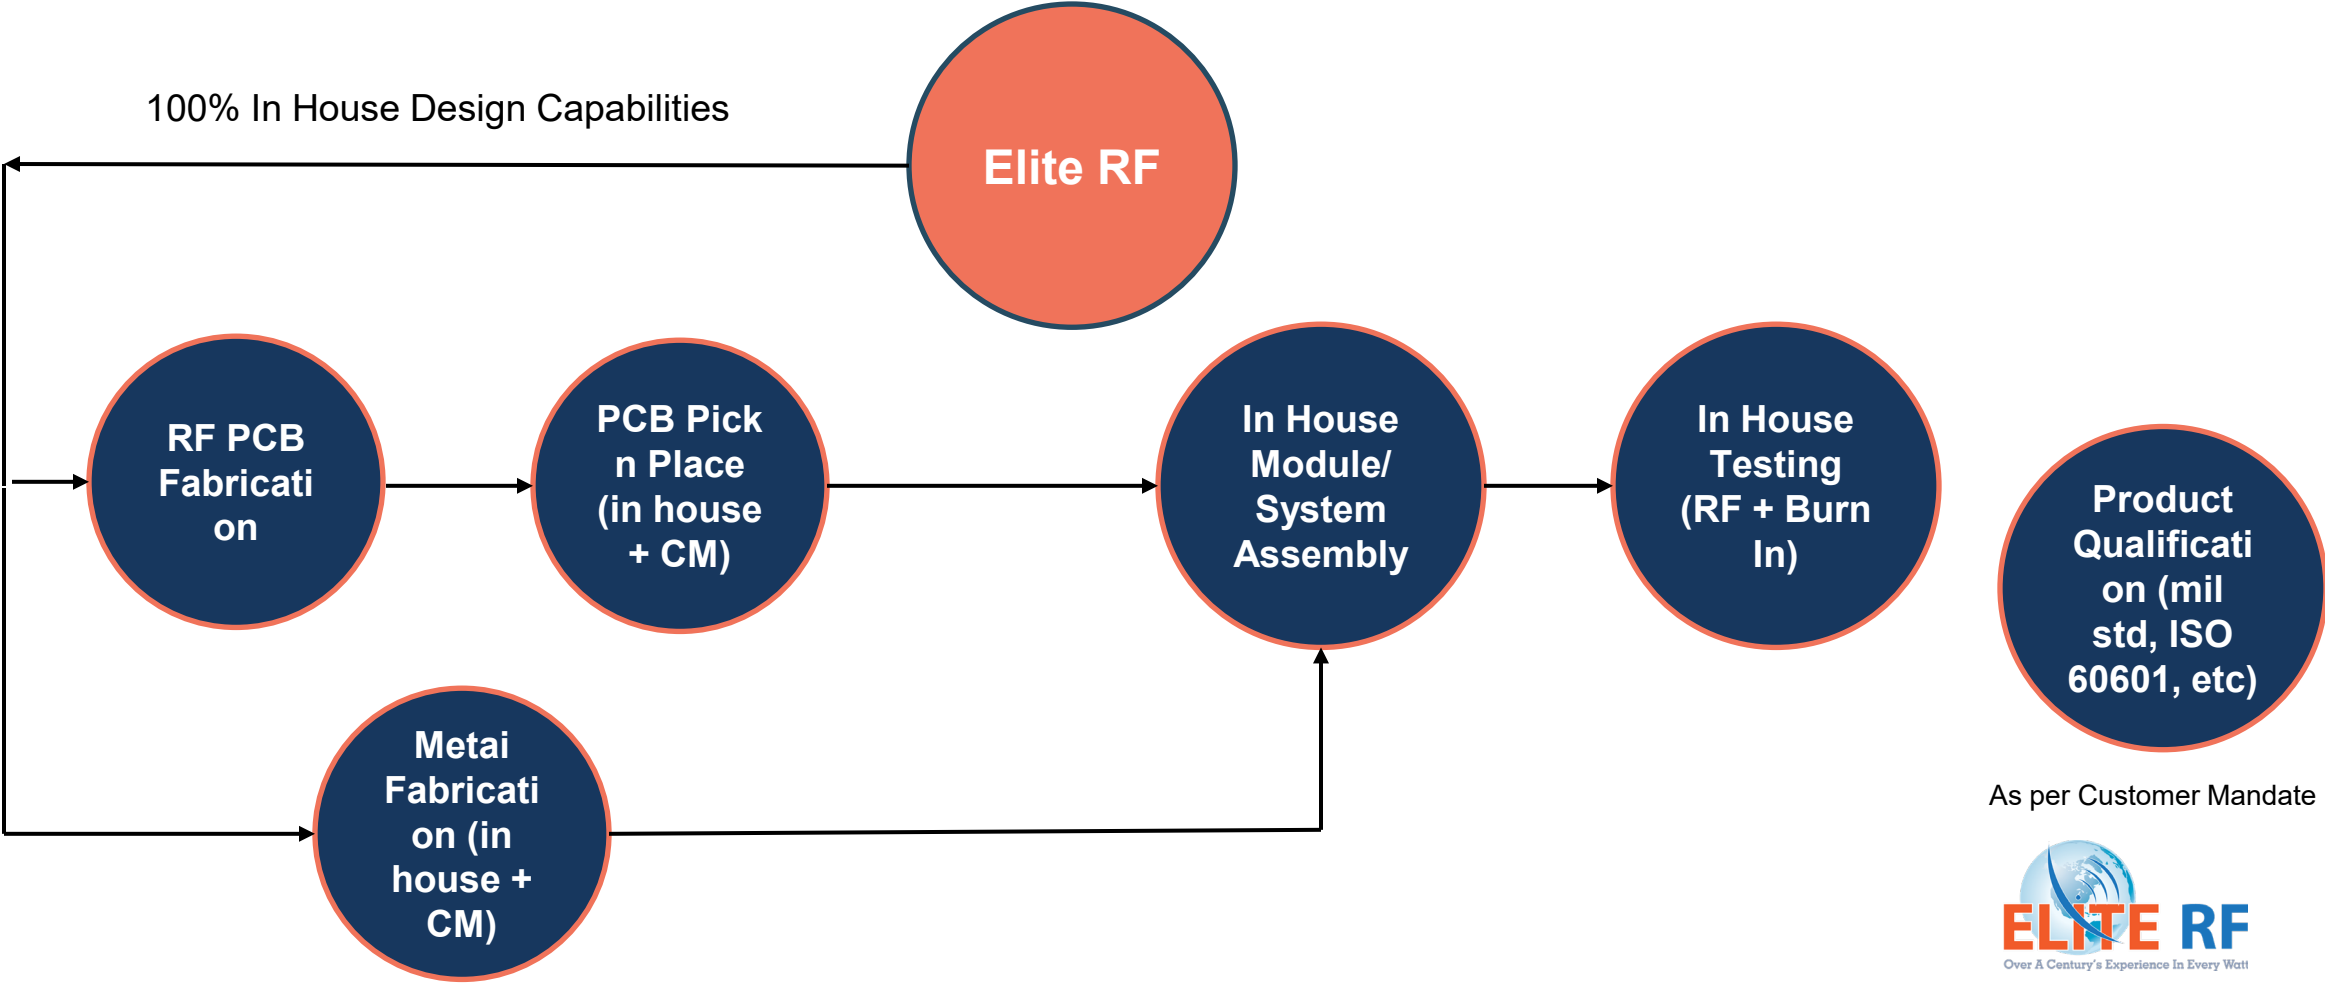 100% In House Design Capabilities
Elite RF
RF PCB
Fabricati
on
PCB Pick
n Place
(in house
+ CM)
In House
Module/
System
Assembly
In House
Testing
(RF + Burn
In)
Product
Qualificati
on (mil
std, ISO
60601, etc)
Metai
Fabricati
on (in
house +
CM)
As per Customer Mandate
ELITE RF
Over A Century's Experience In Every Watt